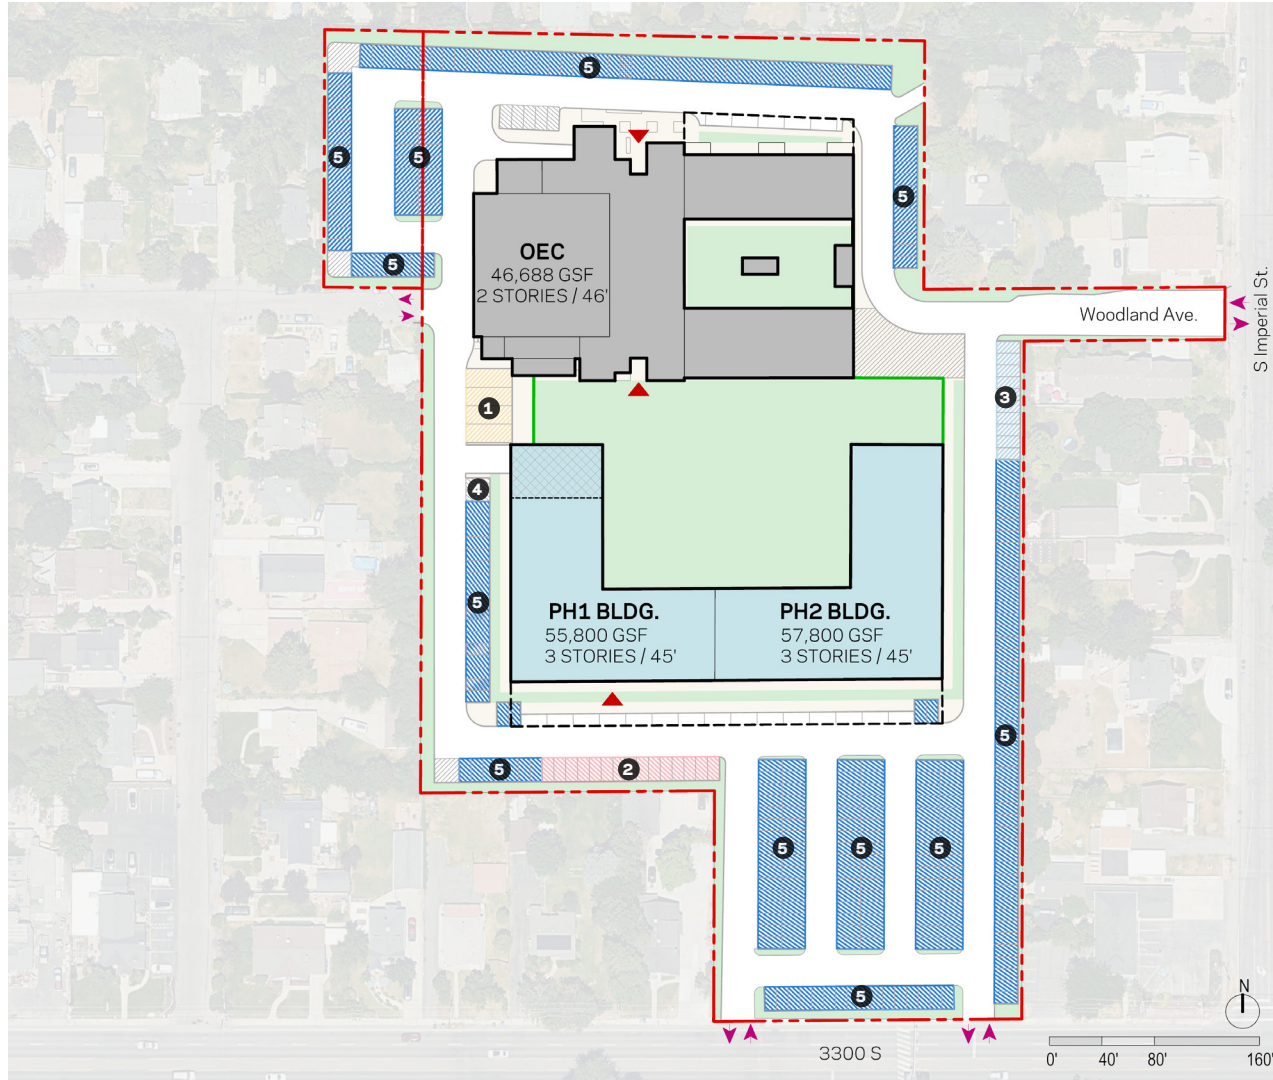 5
5
5
5
5
OEC
46,688 GSF
2 STORIES / 46'
Woodland Ave.
S Imperial St.
1
3
4
5
PH1 BLDG.
55,800 GSF
3 STORIES / 45'
PH2 BLDG.
57,800 GSF
3 STORIES / 45'
5
5
2
5
5
5
5
3300 S
N
0'
40'
80'
160'